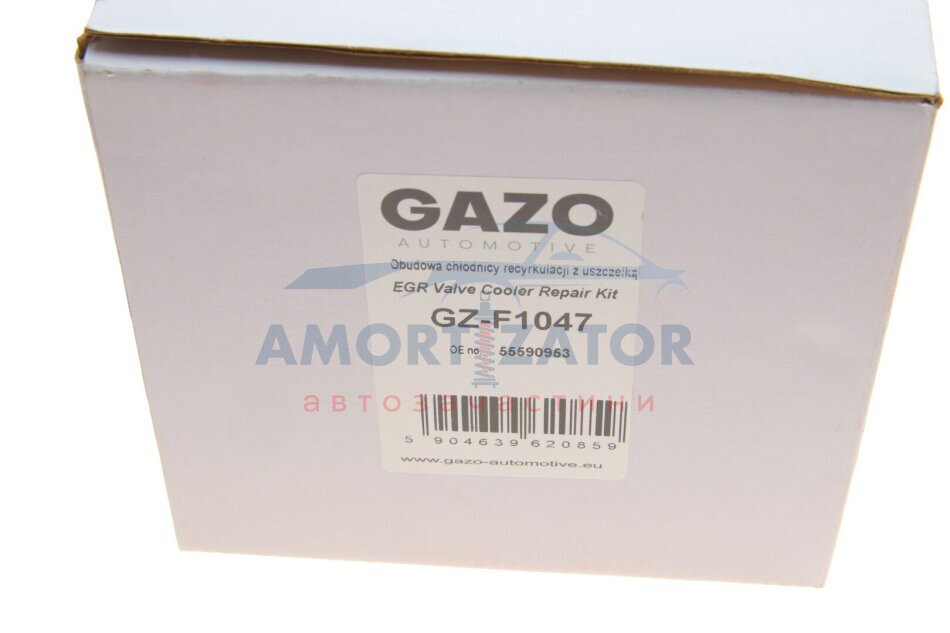 GAZO
AUTOMOTIVE
Obudowa chłodnicy recyrkulacji z uszczelką
EGR Valve Cooler Repair Kit
GZ-F1047
AMORTIZATOR
OE no. 55590953
автозапчастини
5 904639 620859
www.gazo-automotive.eu